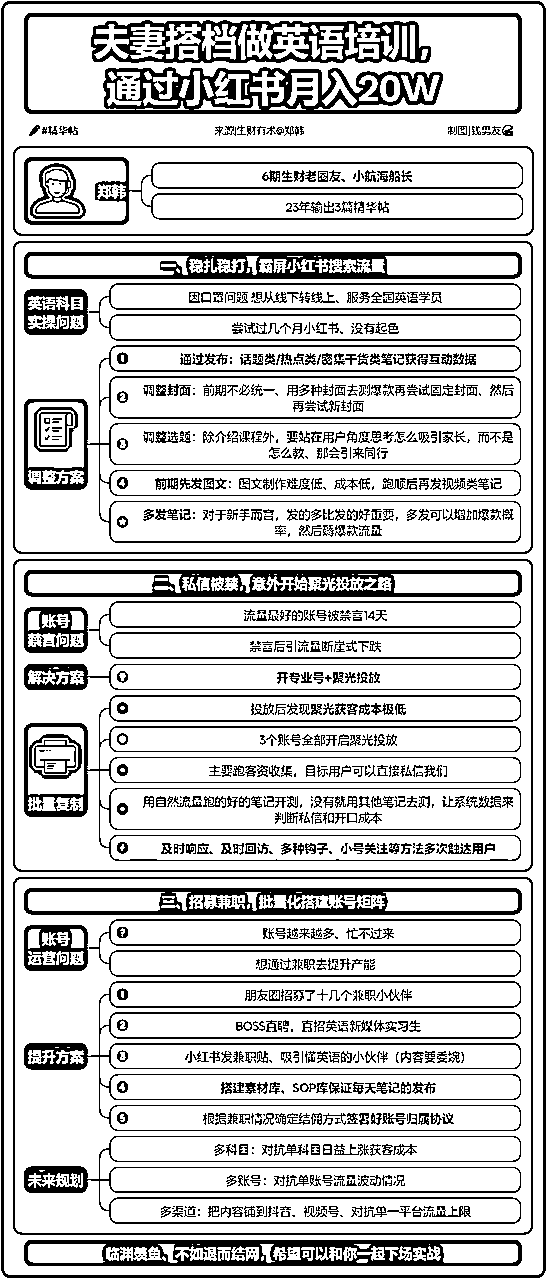 夫妻搭档做英语培训,
通过小红书月入20W
#精华帖
来源|生财有术@郑韩
制图|钱男友
郑韩
6期生财老圈友、小航海船长
23年输出3篇精华帖
一、稳扎稳打,霸屏小红书搜索流量
英语科目
实操问题
因口罩问题 想从线下转线上、服务全国英语学员
尝试过几个月小红书、没有起色
调整方案
1 通过发布:话题类/热点类/密集干货类笔记获得互动数据
2 调整封面:前期不必统一、用多种封面去测爆款再尝试固定封面、然后
再尝试新封面
3 调整选题:除介绍课程外,要站在用户角度思考怎么吸引家长,而不是
怎么教、那会引来同行
4 前期先发图文:图文制作难度低、成本低,跑顺后再发视频类笔记
多发笔记:对于新手而言,发的多比发的好重要,多发可以增加爆款概
率,然后蹭爆款流量
二、私信被禁,意外开始聚光投放之路
账号
禁言问题
流量最好的账号被禁言14天
禁言后引流量断崖式下跌
解决方案
开专业号+聚光投放
批量复制
投放后发现聚光获客成本极低
3个账号全部开启聚光投放
主要跑客资收集,目标用户可以直接私信我们
用自然流量跑的好的笔记开测,没有就用其他笔记去测,让系统数据来
判断私信和开口成本
及时响应、及时回访、多种钩子、小号关注等方法多次触达用户
三、招募兼职,批量化搭建账号矩阵
账号
运营问题
账号越来越多、忙不过来
想通过兼职去提升产能
提升方案
1 朋友圈招募了十几个兼职小伙伴
2 BOSS直聘,直招英语新媒体实习生
3 小红书发兼职贴、吸引懂英语的小伙伴(内容要委婉)
4 搭建素材库、SOP库保证每天笔记的发布
5 根据兼职情况确定结佣方式签署好账号归属协议
未来规划
多科目:对抗单科目日益上涨获客成本
多账号:对抗单账号流量波动情况
多渠道:把内容铺到抖音、视频号、对抗单一平台流量上限
临渊羡鱼、不如退而结网,希望可以和你一起下场实战